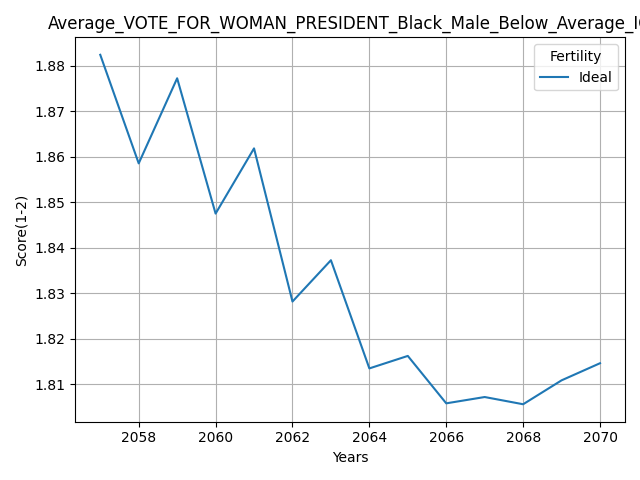 Average_VOTE_FOR_WOMAN_PRESIDENT_Black_Male_Below_Average_I
Fertility
Ideal
1.88
1.87
1.86
1.85
1.84
1.83
1.82
1.81
Score(1-2)
2058 2060 2062 2064 2066 2068 2070
Years